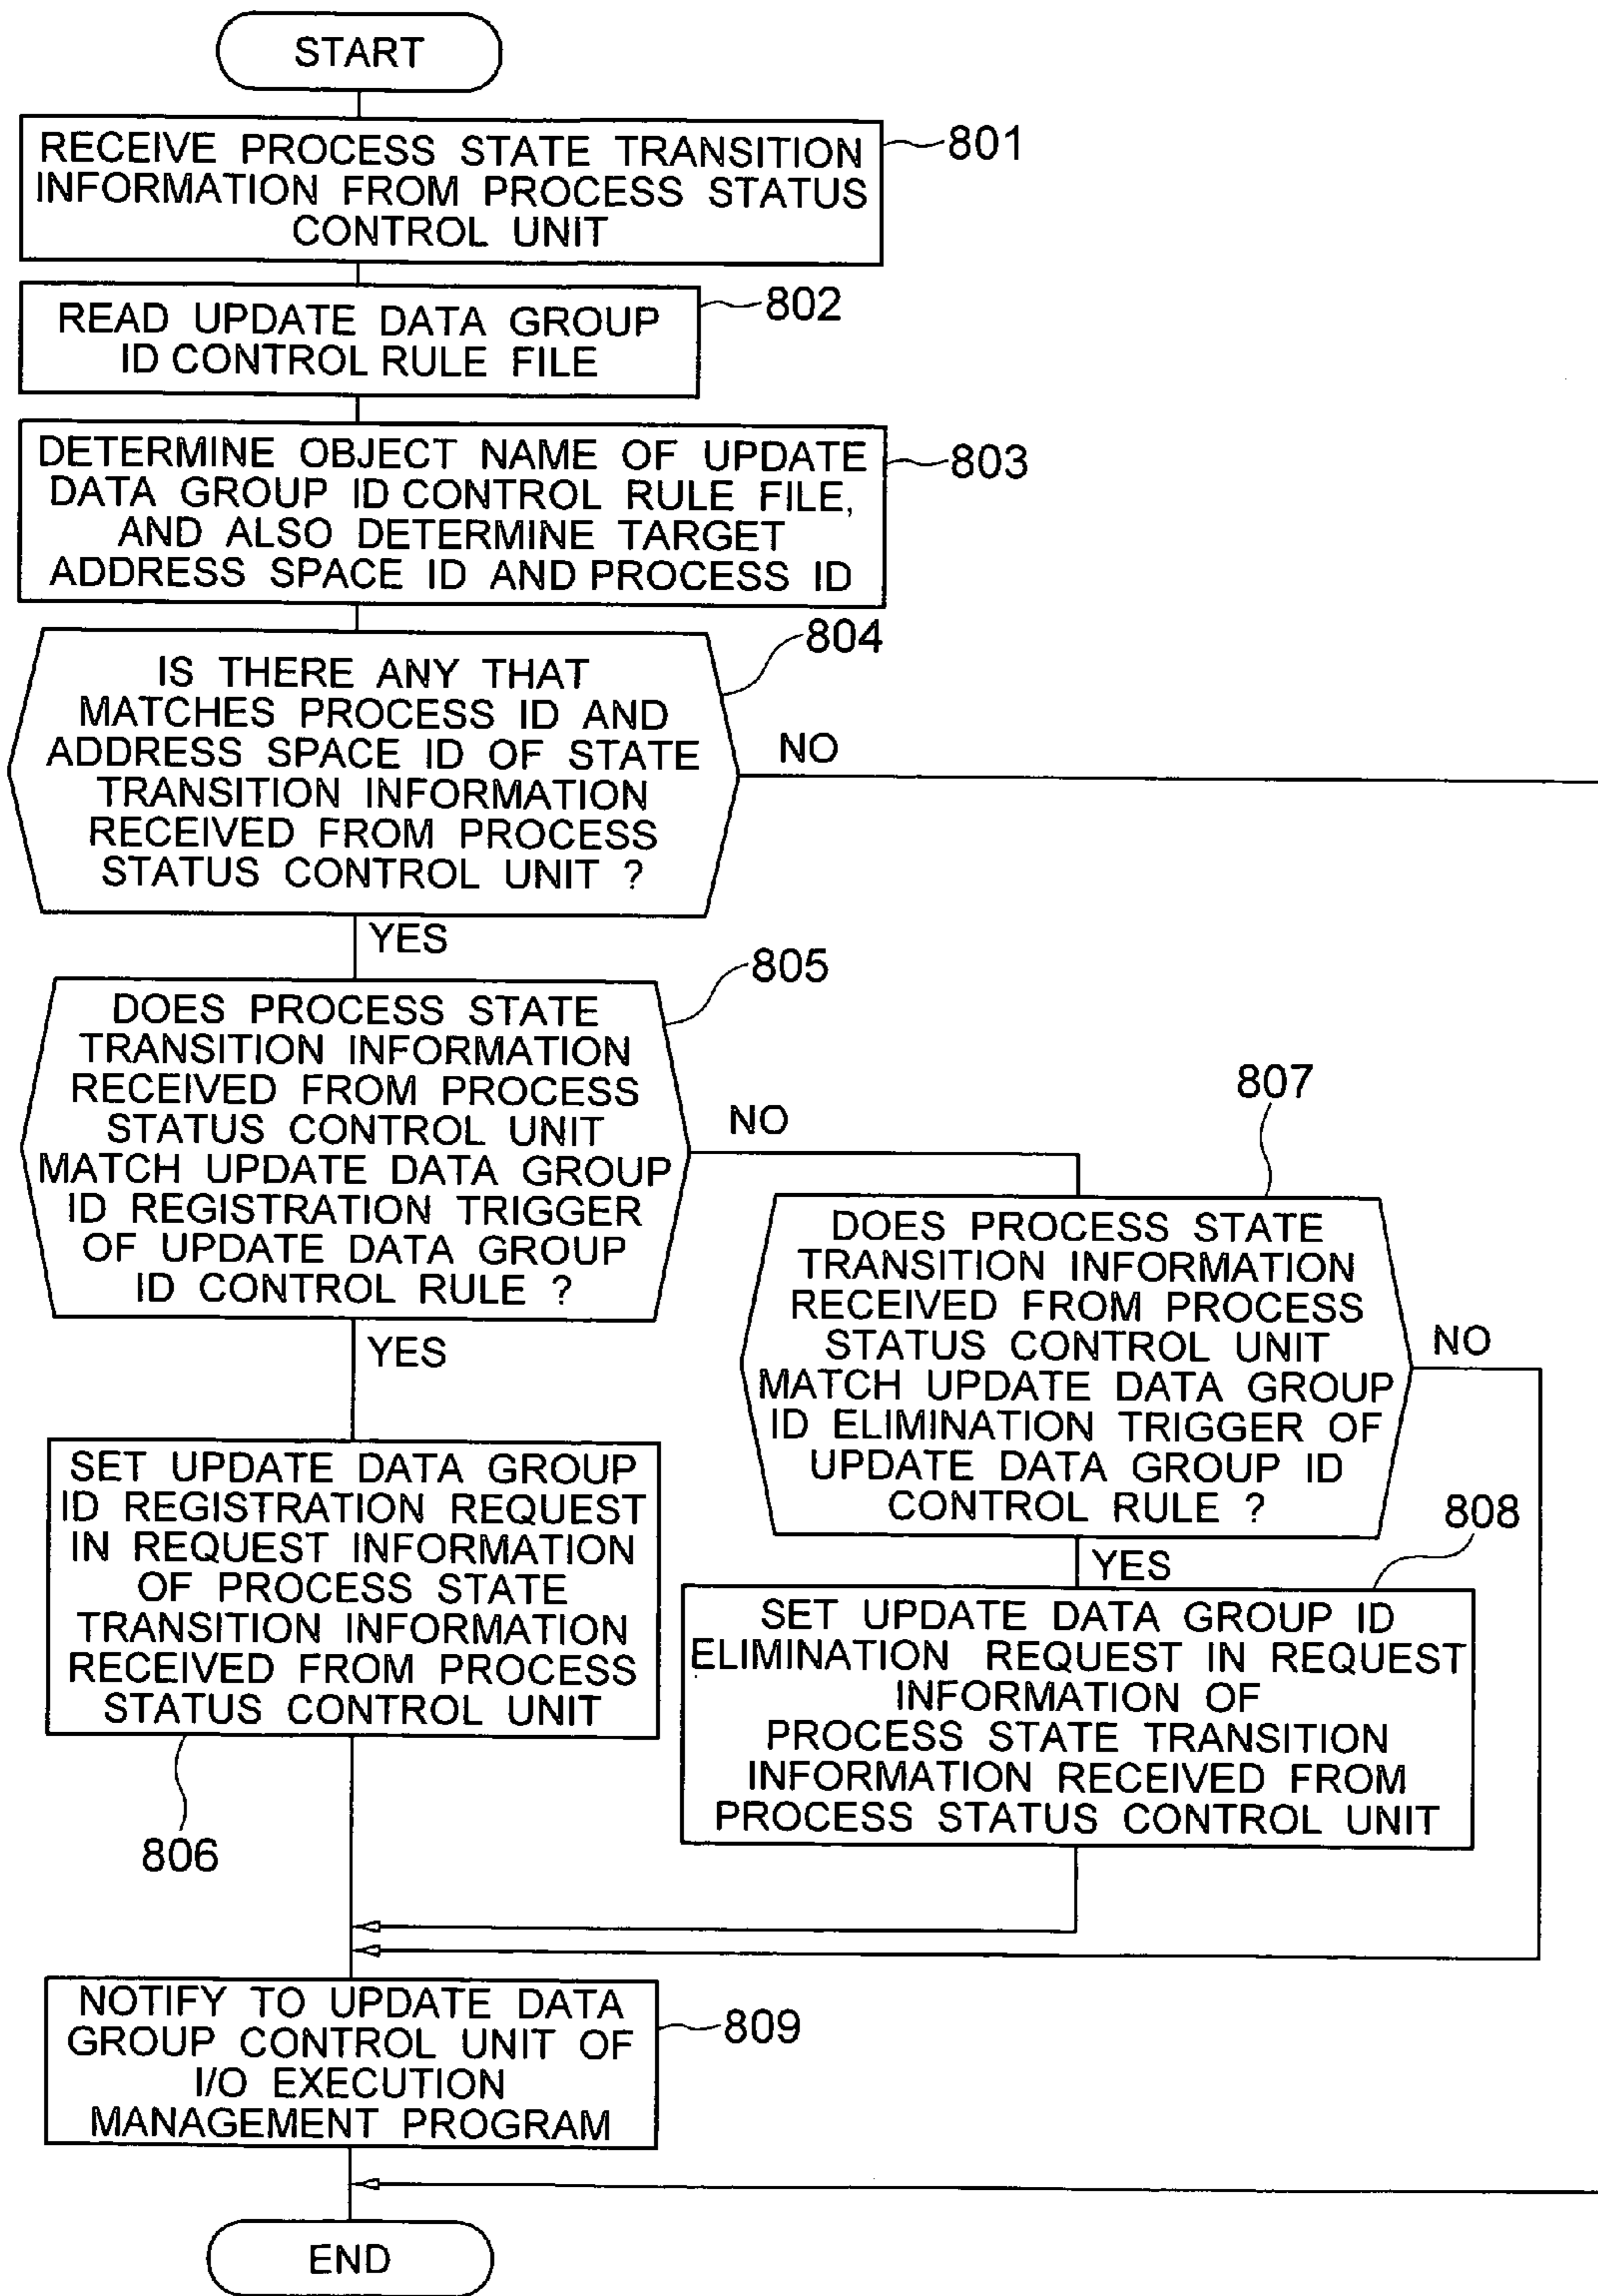 START
RECEIVE PROCESS STATE TRANSITION
INFORMATION FROM PROCESS STATUS
CONTROL UNIT
801
READ UPDATE DATA GROUP
ID CONTROL RULE FILE
802
DETERMINE OBJECT NAME OF UPDATE
DATA GROUP ID CONTROL RULE FILE,
AND ALSO DETERMINE TARGET
ADDRESS SPACE ID AND PROCESS ID
803
IS THERE ANY THAT
MATCHES PROCESS ID AND
ADDRESS SPACE ID OF STATE
TRANSITION INFORMATION
RECEIVED FROM PROCESS
STATUS CONTROL UNIT ?
804
NO
YES
DOES PROCESS STATE
TRANSITION INFORMATION
RECEIVED FROM PROCESS
STATUS CONTROL UNIT
MATCH UPDATE DATA GROUP
ID REGISTRATION TRIGGER
OF UPDATE DATA GROUP
ID CONTROL RULE ?
805
NO
YES
807
DOES PROCESS STATE
TRANSITION INFORMATION
RECEIVED FROM PROCESS
STATUS CONTROL UNIT
MATCH UPDATE DATA GROUP
ID ELIMINATION TRIGGER OF
UPDATE DATA GROUP ID
CONTROL RULE ?
NO
YES
SET UPDATE DATA GROUP
ID REGISTRATION REQUEST
IN REQUEST INFORMATION
OF PROCESS STATE
TRANSITION INFORMATION
RECEIVED FROM PROCESS
STATUS CONTROL UNIT
806
808
SET UPDATE DATA GROUP ID
ELIMINATION REQUEST IN REQUEST
INFORMATION OF
PROCESS STATE TRANSITION
INFORMATION RECEIVED FROM
PROCESS STATUS CONTROL UNIT
NOTIFY TO UPDATE DATA
GROUP CONTROL UNIT OF
I/O EXECUTION
MANAGEMENT PROGRAM
809
END